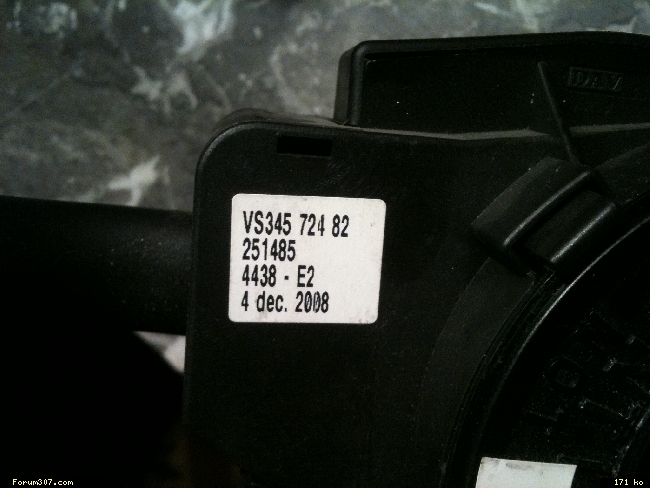 VS345 724 82
251485
4438 - E2
4 dec. 2008
Forum307.com
171 ko